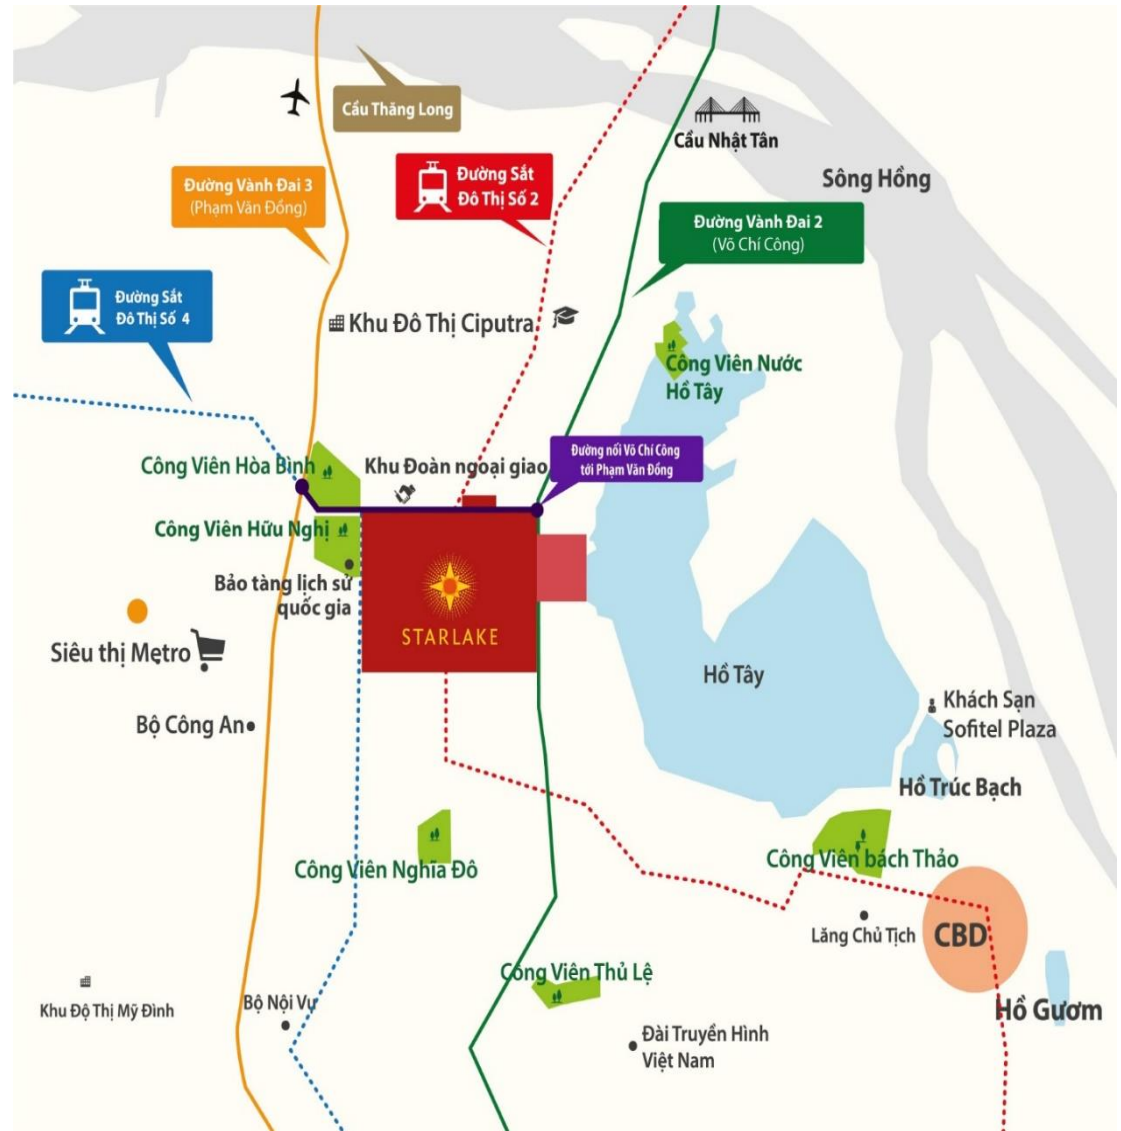 Cầu Thăng Long
Cầu Nhật Tân
Sông Hồng
Đường Sắt
Đô Thị Số 2
Đường Vành Đai 3
(Phạm Văn Đồng)
Đường Vành Đai 2
(Võ Chí Công)
Đường Sắt
Đô Thị Số 4
Khu Đô Thị Ciputra
Công Viên Nước
Hồ Tây
Công Viên Hòa Bình
Khu Đoàn ngoại giao
Đường nối Võ Chí Công
tới Phạm Văn Đồng
Công Viên Hữu Nghị
Bảo tàng lịch sử
quốc gia
STARLAKE
Siêu thị Mẹtro
Hồ Tây
Bộ Công An
Khách Sạn
Sofitel Plaza
Hồ Trúc Bạch
Công Viên Nghĩa Đô
Công Viên bách Thảo
Lăng Chủ Tịch
CBD
Công Viên Thủ Lệ
Khu Độ Thị Mỹ Đình
Bộ Nội Vụ
Hồ Gươm
Đài Truyền Hình
Việt Nam